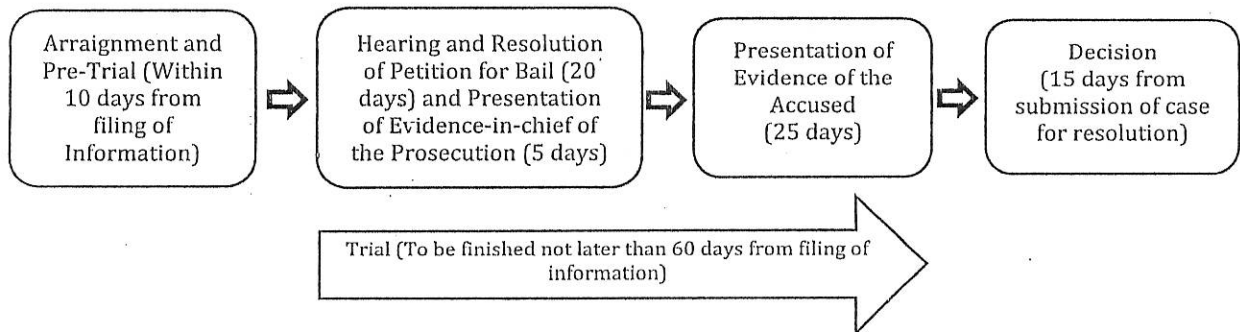 Arraignment and
Pre-Trial (Within
10 days from
filing of
Information)
Hearing and Resolution
of Petition for Bail (20
days) and Presentation
of Evidence-in-chief of
the Prosecution (5 days)
Presentation of
Evidence of the
Accused
(25 days)
Decision
(15 days from
submission of case
for resolution)
Trial (To be finished not later than 60 days from filing of
information)